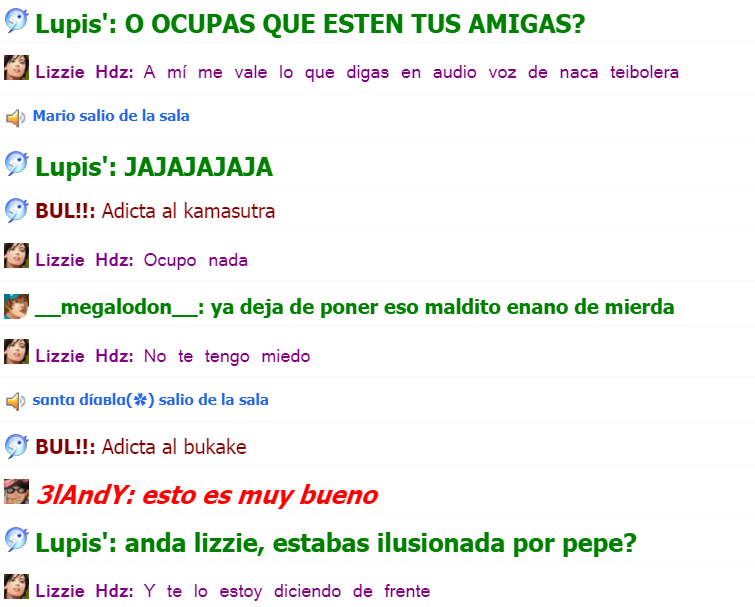 Lupis': O OCUPAS QUE ESTEN TUS AMIGAS?
Lizzie Hdz: A mí me vale lo que digas en audio voz de naca teibolera
Mario salio de la sala
Lupis': JAJAJAJAJA
BUL!!: Adicta al kamasutra
Lizzie Hdz: Ocupo nada
__megalodon__: ya deja de poner eso maldito enano de mierda
Lizzie Hdz: No te tengo miedo
sαntα díαвlα(✲) salio de la sala
BUL!!: Adicta al bukake
3lAndY: esto es muy bueno
Lupis': anda lizzie, estabas ilusionada por pepe?
Lizzie Hdz: Y te lo estoy diciendo de frente